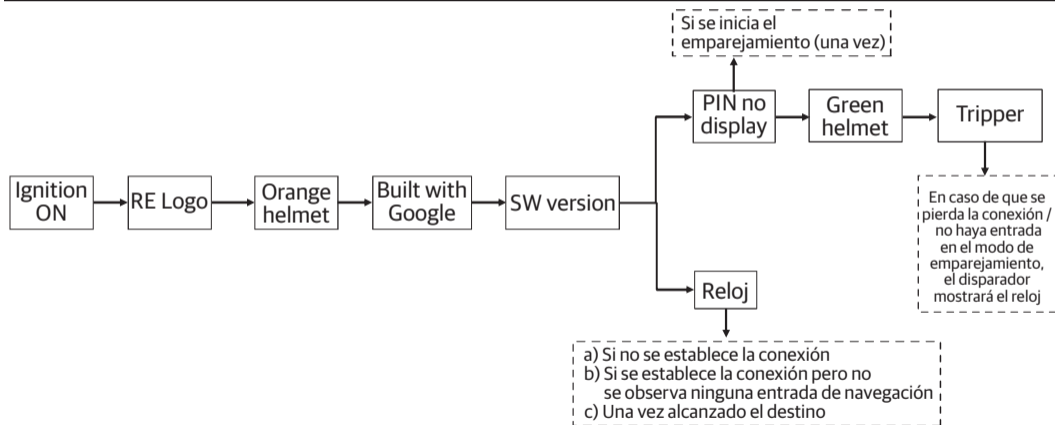 Si se inicia el
emparejamiento (una vez)
PIN no
display
Green
helmet
Tripper
Ignition
ON
RE Logo
Orange
helmet
Built with
Google
SW version
En caso de que se
pierda la conexión /
no haya entrada
en el modo de
emparejamiento,
el disparador
mostrará el reloj
Reloj
a) Si no se establece la conexión
b) Si se establece la conexión pero no
se observa ninguna entrada de navegación
c) Una vez alcanzado el destino